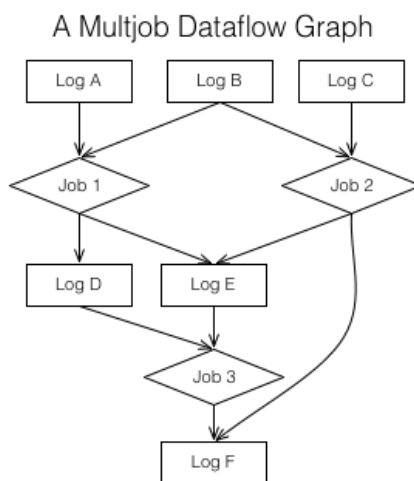 A Multjob Dataflow Graph
Log A
Log B
Log C
Job 1
Job 2
Log D
Log E
Job 3
Log F